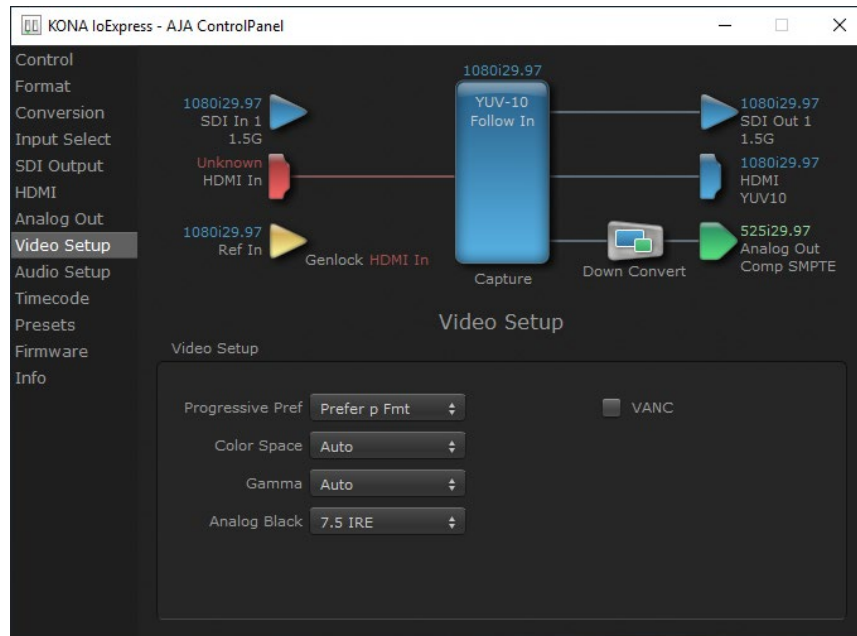 KONA IoExpress - AJA ControlPanel
Control
Format
Conversion
Input Select
SDI Output
HDMI
Analog Out
Video Setup
Audio Setup
Timecode
Presets
Firmware
Info
1080i29.97
YUV-10
Follow In
Capture
1080i29.97
SDI In 1
1.5G
Unknown
HDMI In
1080i29.97
Ref In
Genlock HDMI In
1080i29.97
SDI Out 1
1.5G
1080i29.97
HDMI
YUV10
Down Convert
525i29.97
Analog Out
Comp SMPTE
Video Setup
Video Setup
Progressive Pref Prefer p Fmt
VANC
Color Space Auto
Gamma Auto
Analog Black 7.5 IRE